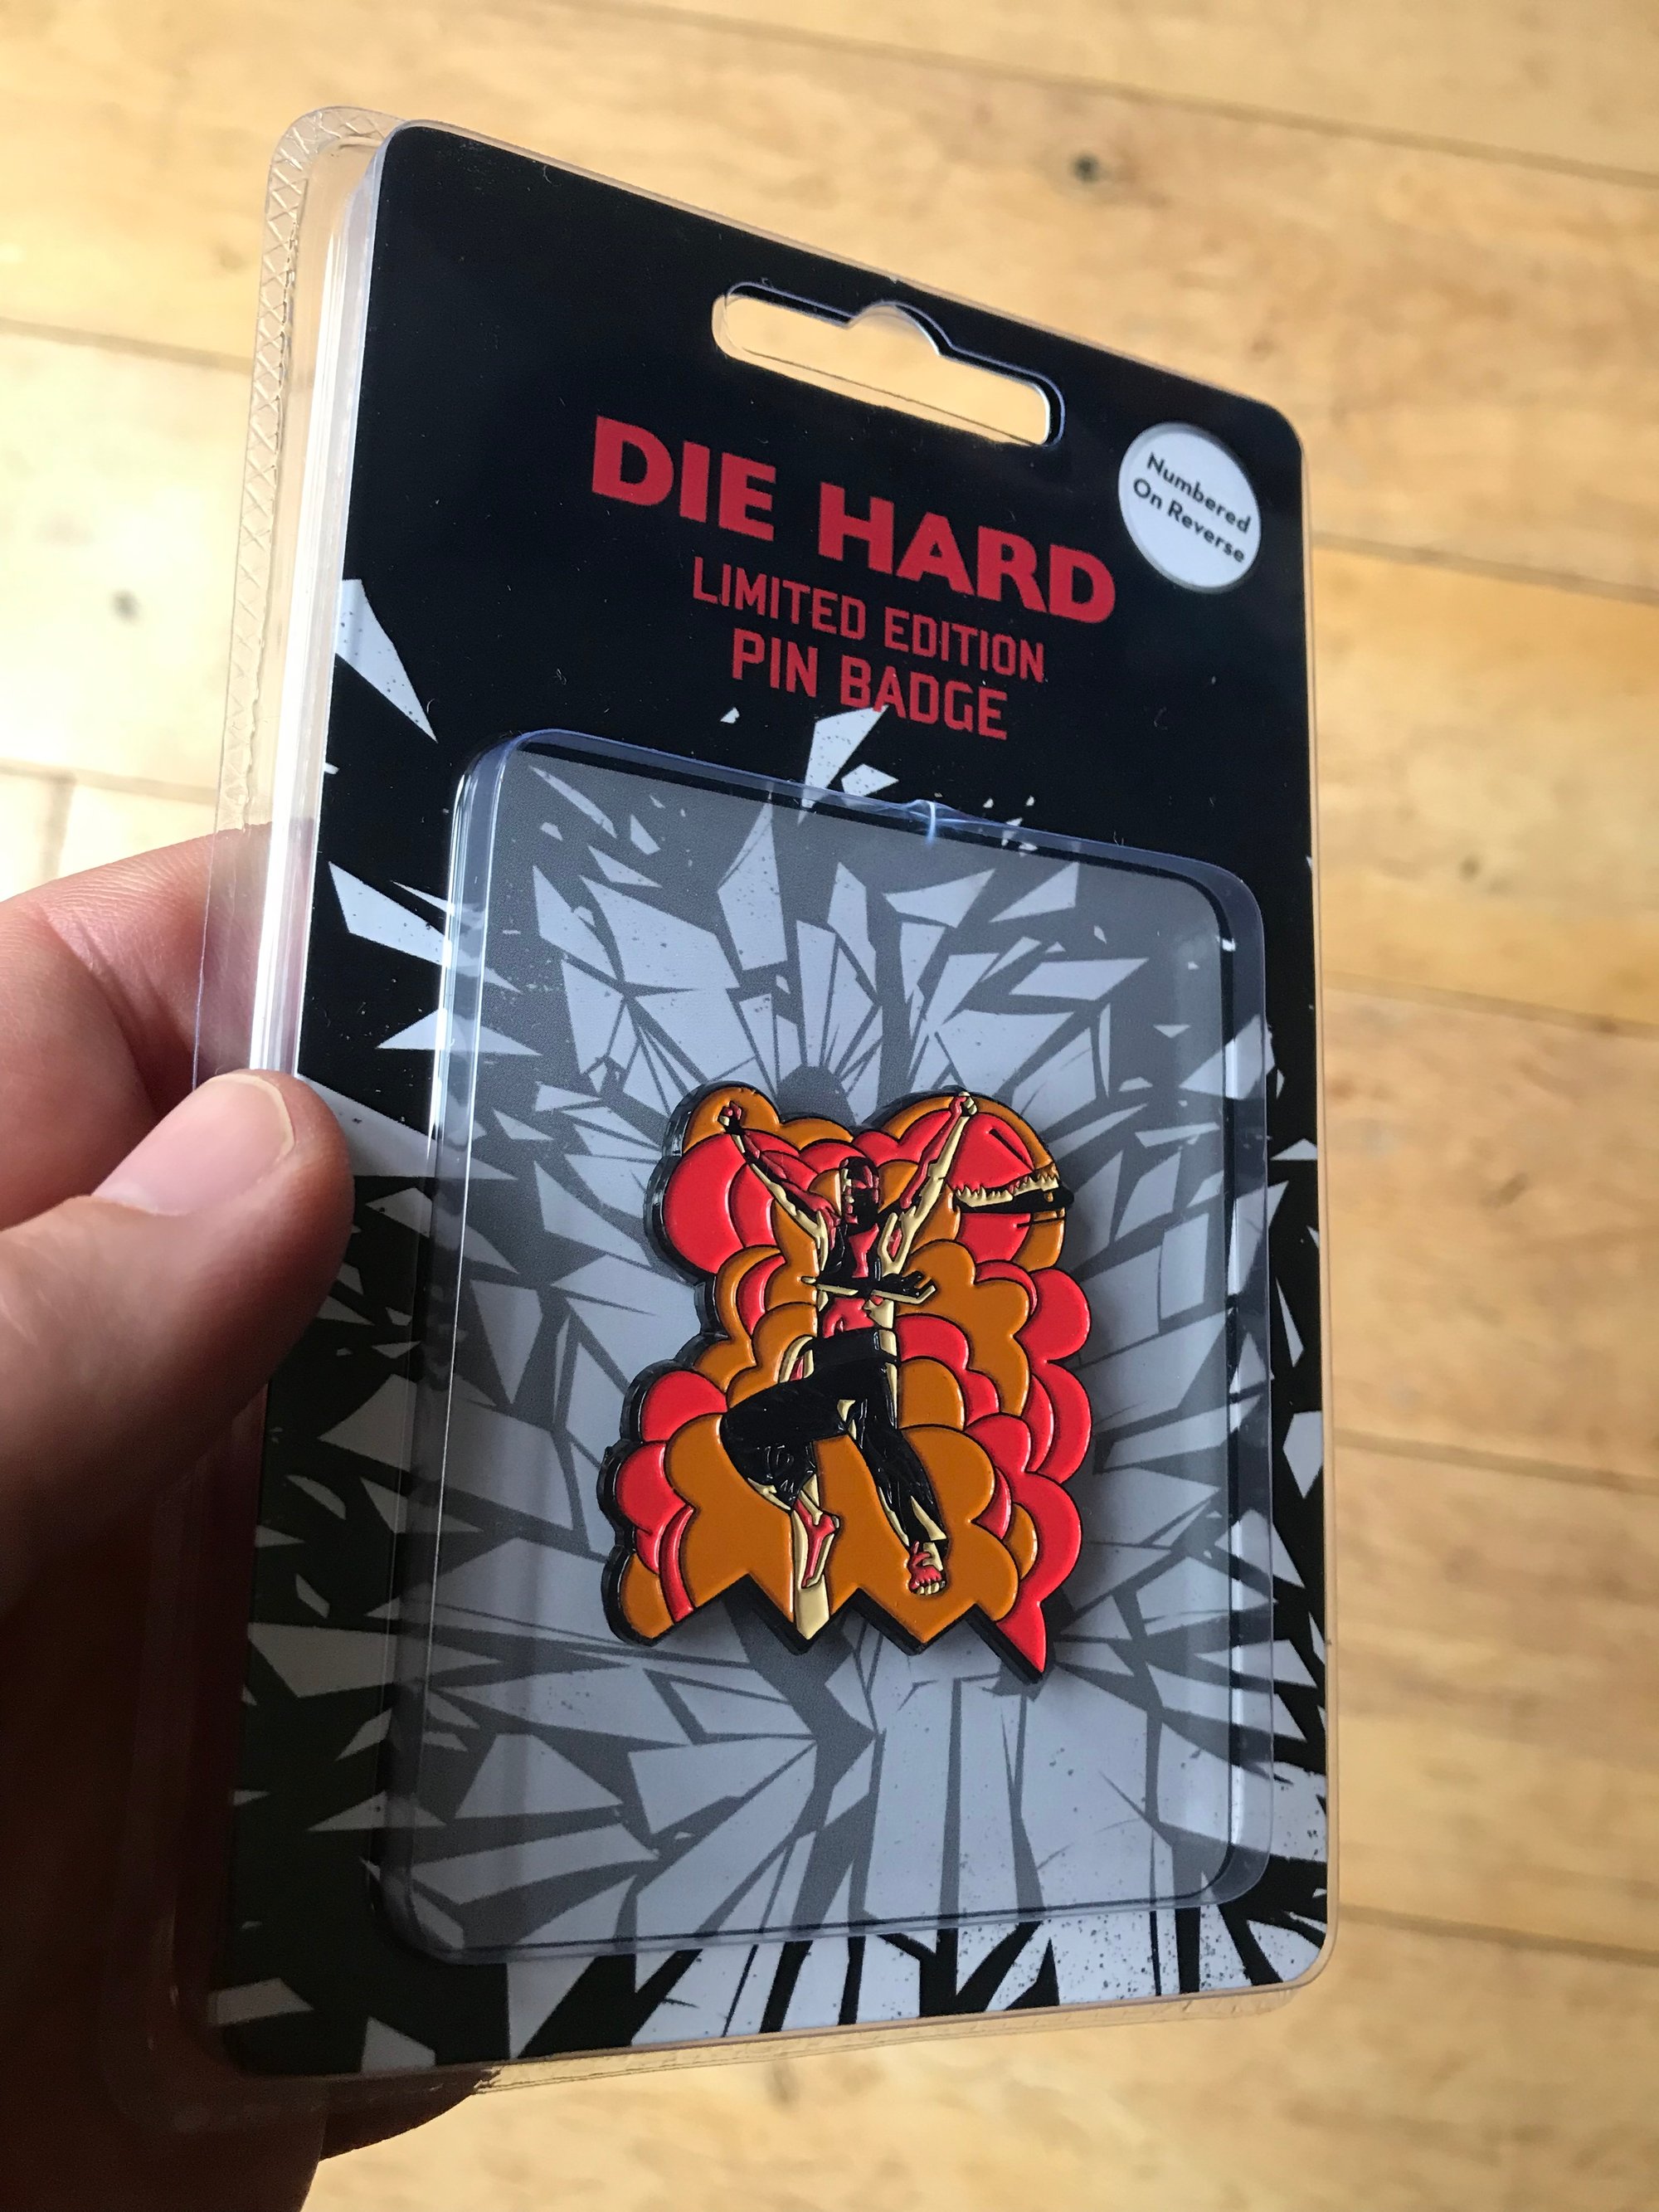 DIE HARD
LIMITED EDITION
PIN BADGE
Numbered
On Reverse